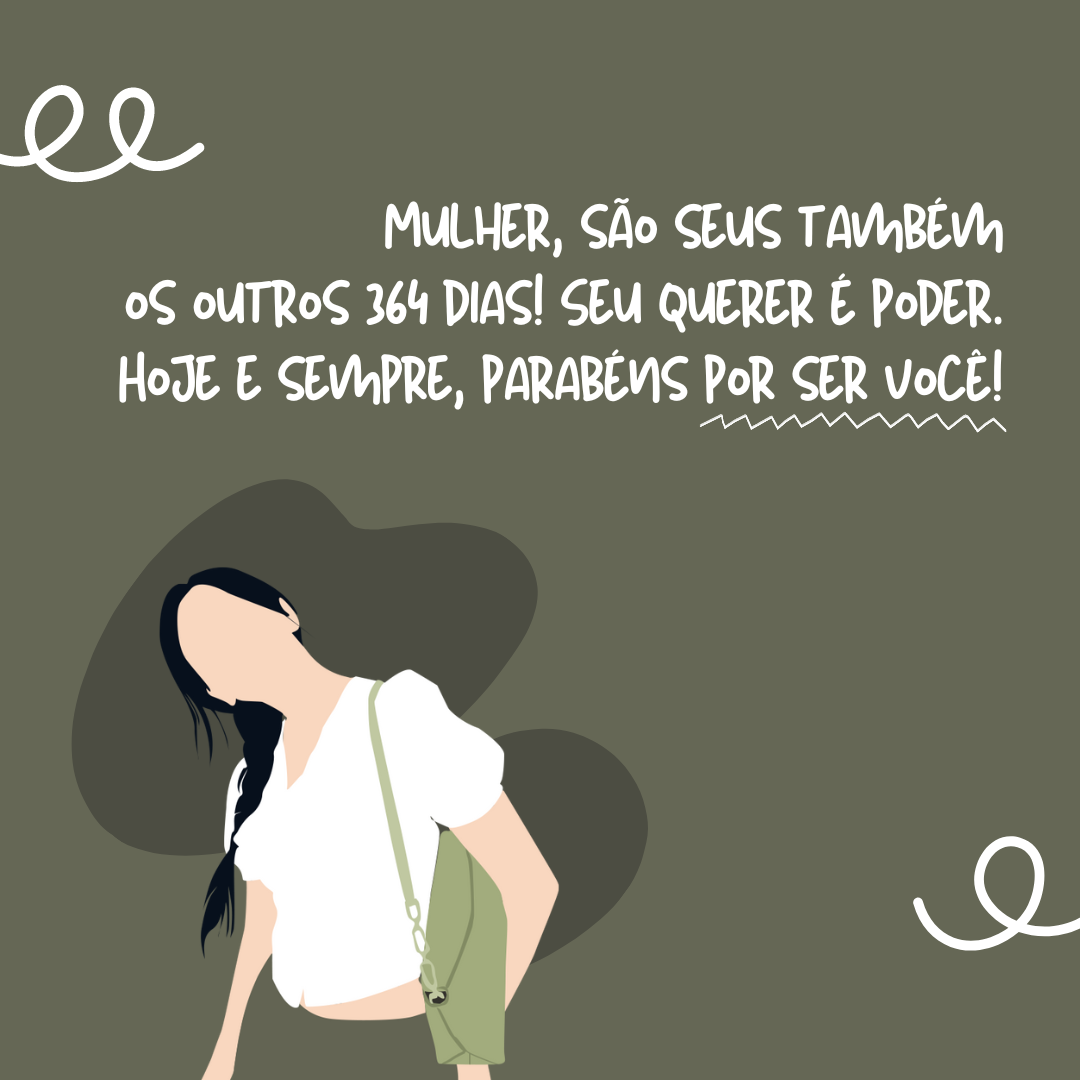 MULHER, SÃO SEUS TAMBÉM
OS OUTROS 364 DIAS! SEU QUERER É PODER.
HOJE E SEMPRE, PARABÉNS POR SER VOCÊ!